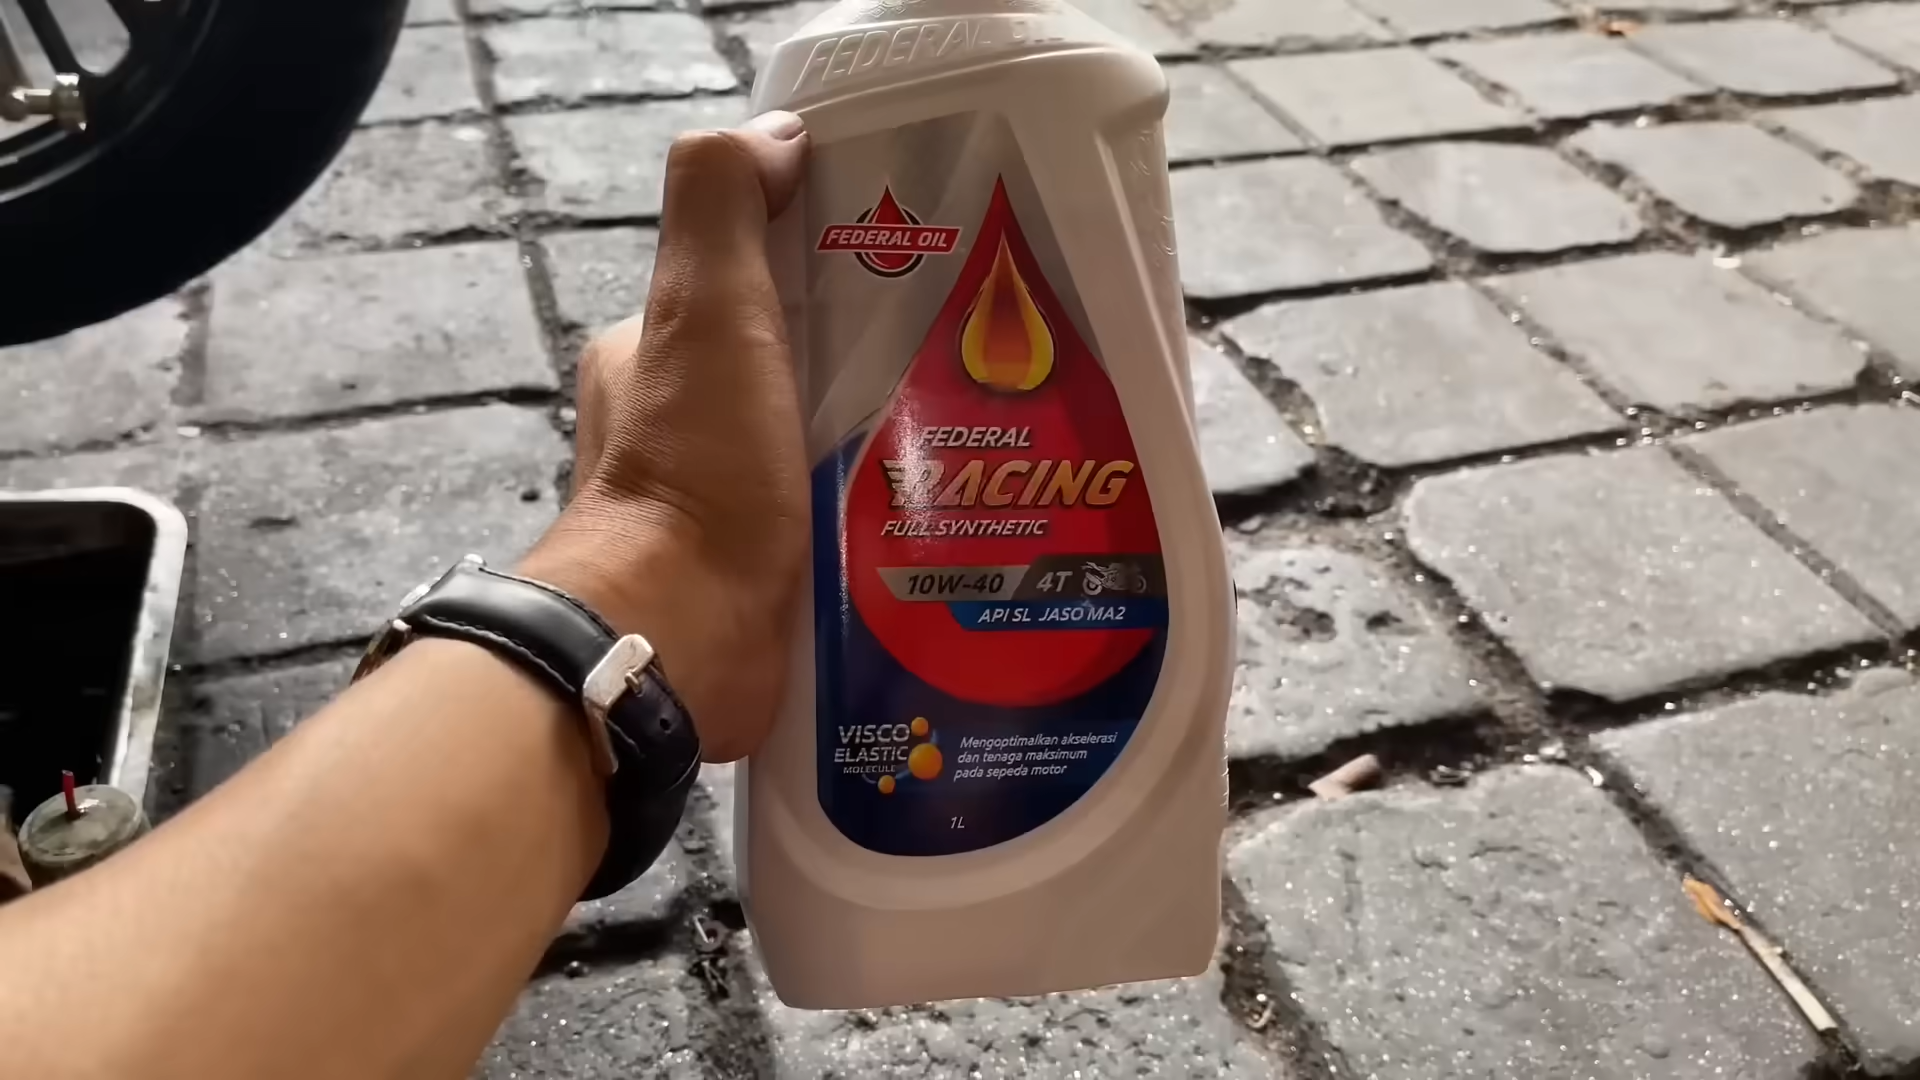 FEDERAL OIL
FEDERAL OIL
FEDERAL
RACING
FULL SYNTHETIC
10W-40 4T
API SL JASO MA2
VISCO
ELASTIC
MOLECULE
Mengoptimalkan akselerasi
dan tenaga maksimum
pada sepeda motor
1L